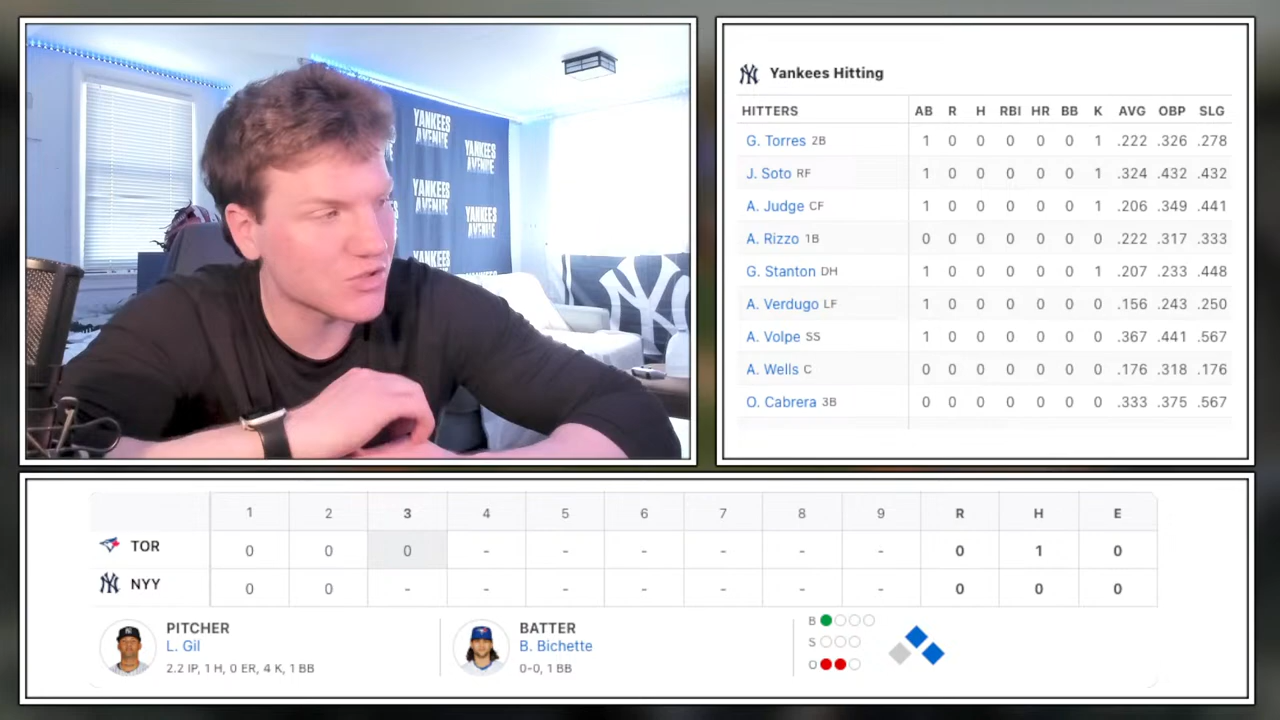 YANKEES
AVENUE
YANKEES
AVENUE
YANKEES
AVENUE
YANKEES
AVENUE
NY
Yankees Hitting
HITTERS AB R H RBI HR BB K AVG OBP SLG
G. Torres 2B 1 0 0 0 0 0 1 .222 .326 .278
J. Soto RF 1 0 0 0 0 0 1 .324 .432 .432
A. Judge CF 1 0 0 0 0 0 1 .206 .349 .441
A. Rizzo 1B 0 0 0 0 0 0 0 .222 .317 .333
G. Stanton DH 1 0 0 0 0 0 1 .207 .233 .448
A. Verdugo LF 1 0 0 0 0 0 0 .156 .243 .250
A. Volpe SS 1 0 0 0 0 0 0 .367 .441 .567
A. Wells C 0 0 0 0 0 0 0 .176 .318 .176
O. Cabrera 3B 0 0 0 0 0 0 0 .333 .375 .567
1 2 3 4 5 6 7 8 9 R H E
TOR 0 0 0 - - - - - - 0 1 0
NYY 0 0 - - - - - - - 0 0 0
PITCHER
L. Gil
2.2 IP, 1 H, 0 ER, 4 K, 1 BB
BATTER
B. Bichette
0-0, 1 BB
B
S
O